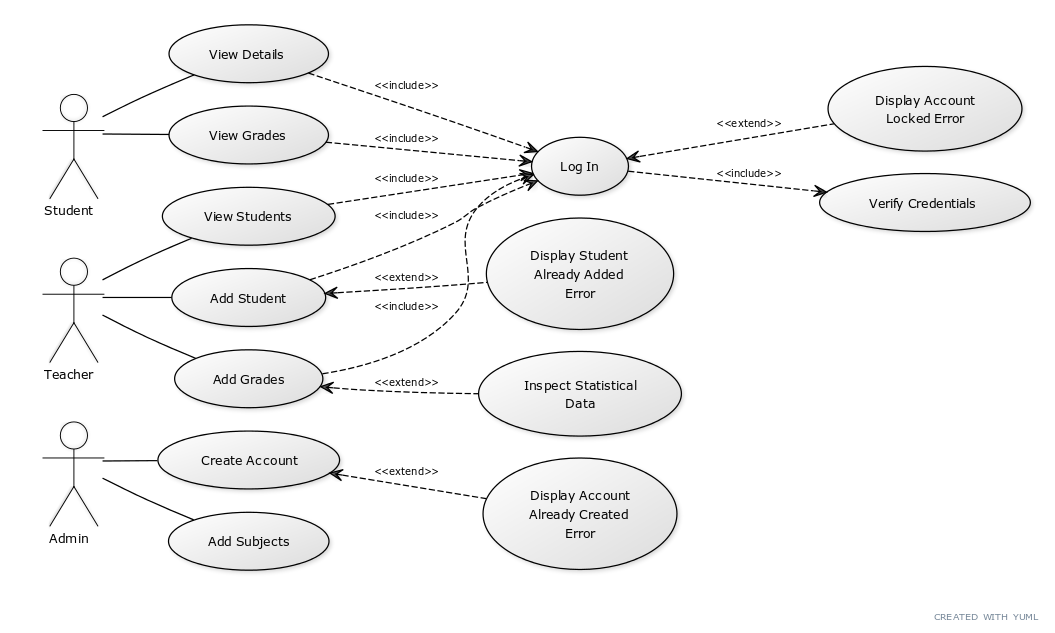 View Details
<<include>>
Display Account
Locked Error
<<extend>>
View Grades
<<include>>
Log In
<<include>>
<<include>>
Verify Credentials
Student
View Students
<<include>>
Display Student
Already Added
Error
<<extend>>
Add Student
<<include>>
Teacher
Add Grades
<<extend>>
Inspect Statistical
Data
Create Account
<<extend>>
Display Account
Already Created
Error
Admin
Add Subjects
CREATED WITH YUML